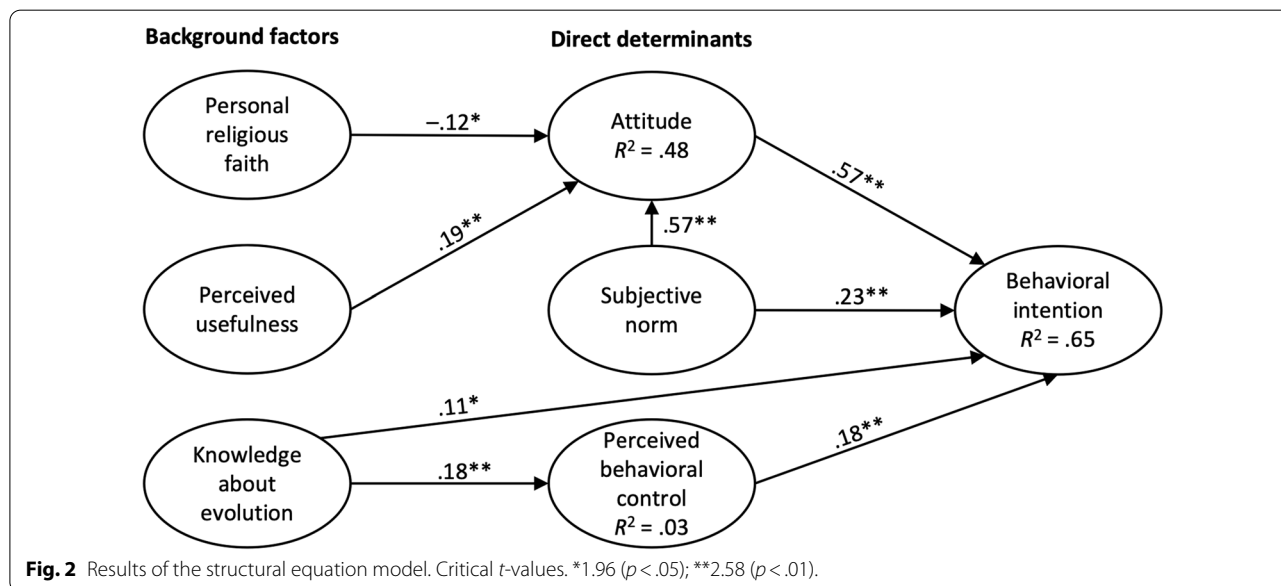 Background factors
Direct determinants
Personal
religious
faith
–.12*
Attitude
R² = .48
.57**
.19**
.57**
Perceived
usefulness
Subjective
norm
.23**
Behavioral
intention
R² = .65
.11*
Knowledge
about
evolution
.18**
Perceived
behavioral
control
R² = .03
.18**
Fig. 2 Results of the structural equation model. Critical t-values. *1.96 (p < .05); **2.58 (p < .01).